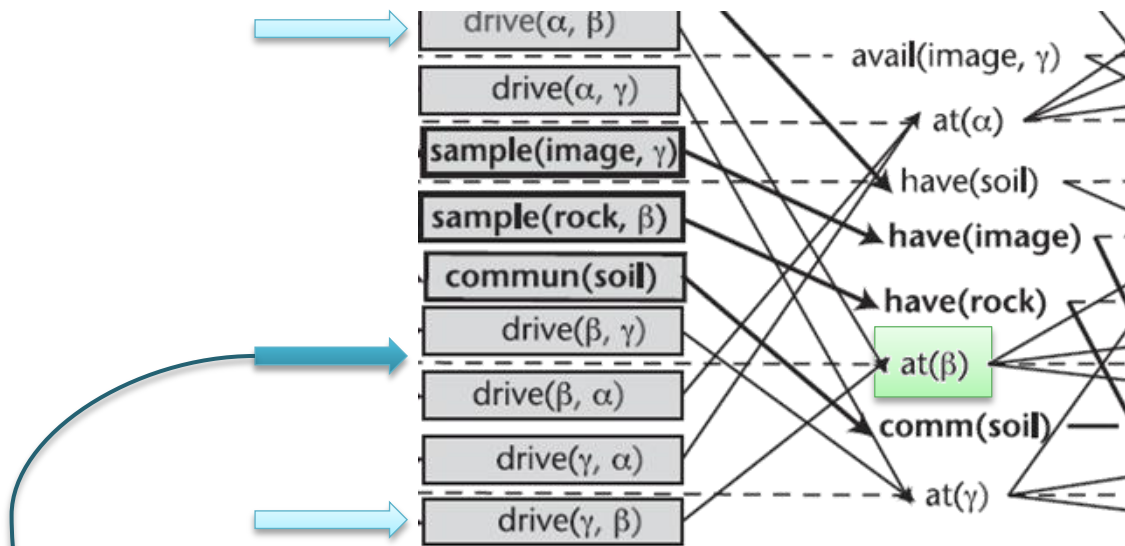 drive(α, β)
drive(α, γ)
sample(image, γ)
sample(rock, β)
commun(soil)
drive(β, γ)
drive(β, α)
drive(γ, α)
drive(γ, β)
avail(image, γ)
at(α)
have(soil)
have(image)
have(rock)
at(β)
comm(soil)
at(γ)